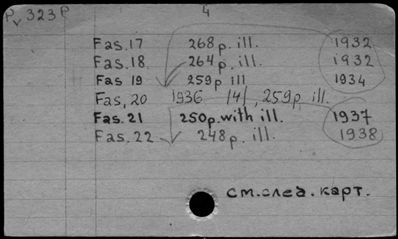 P 323 P 4
v
Fas. 17 268 p. ill. 1932
Fas. 18 264 p. ill. 1932
Fas 19 259 p ill 1934
Fas, 20 1936 /4/, 259 p. ill.
Fas. 21 250 p. with ill. 1937
Fas. 22 248 p. ill. 1938
см. след. карт.